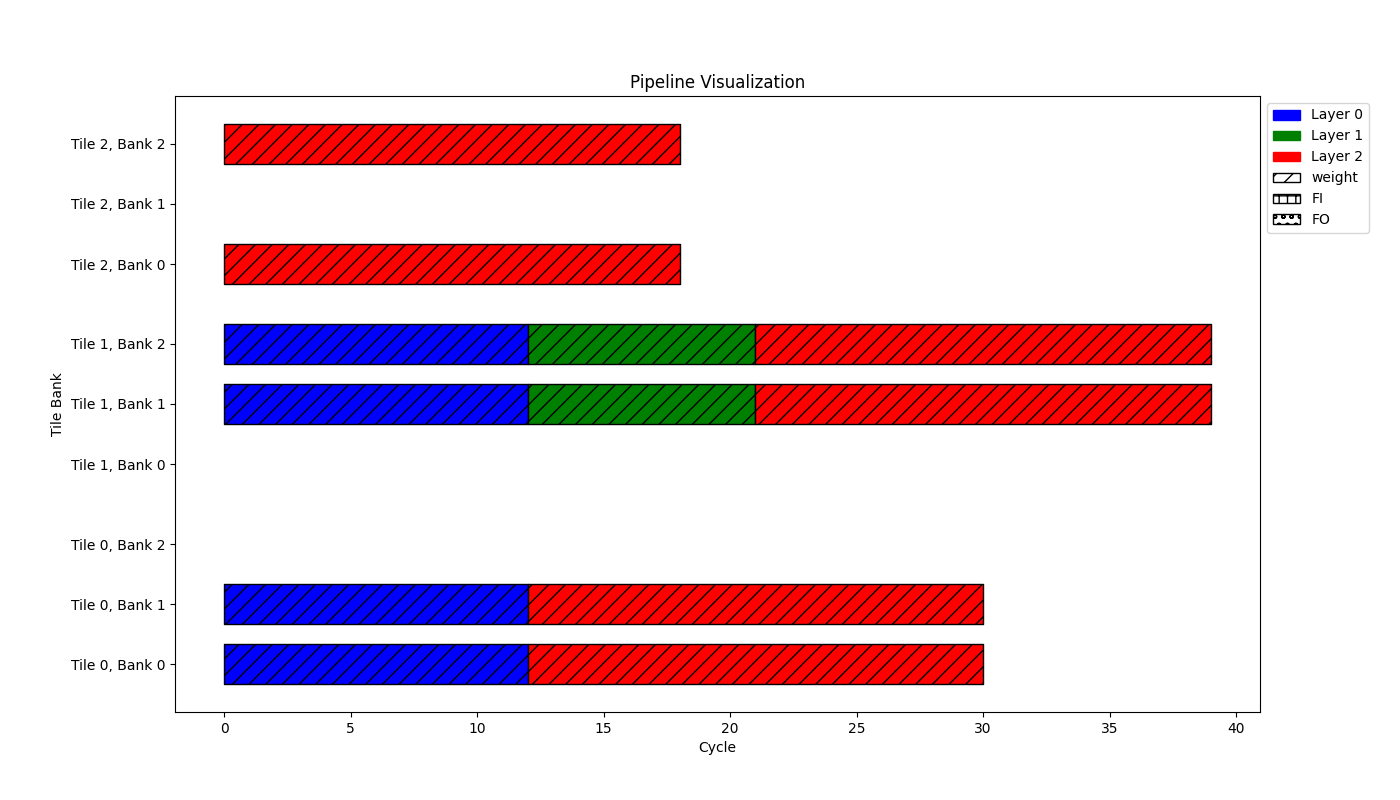 Pipeline Visualization
Tile 2, Bank 2
Tile 2, Bank 1
Tile 2, Bank 0
Tile 1, Bank 2
Tile 1, Bank 1
Tile 1, Bank 0
Tile 0, Bank 2
Tile 0, Bank 1
Tile 0, Bank 0
Tile Bank
0 5 10 15 20 25 30 35 40
Cycle
Layer 0
Layer 1
Layer 2
weight
FI
FO